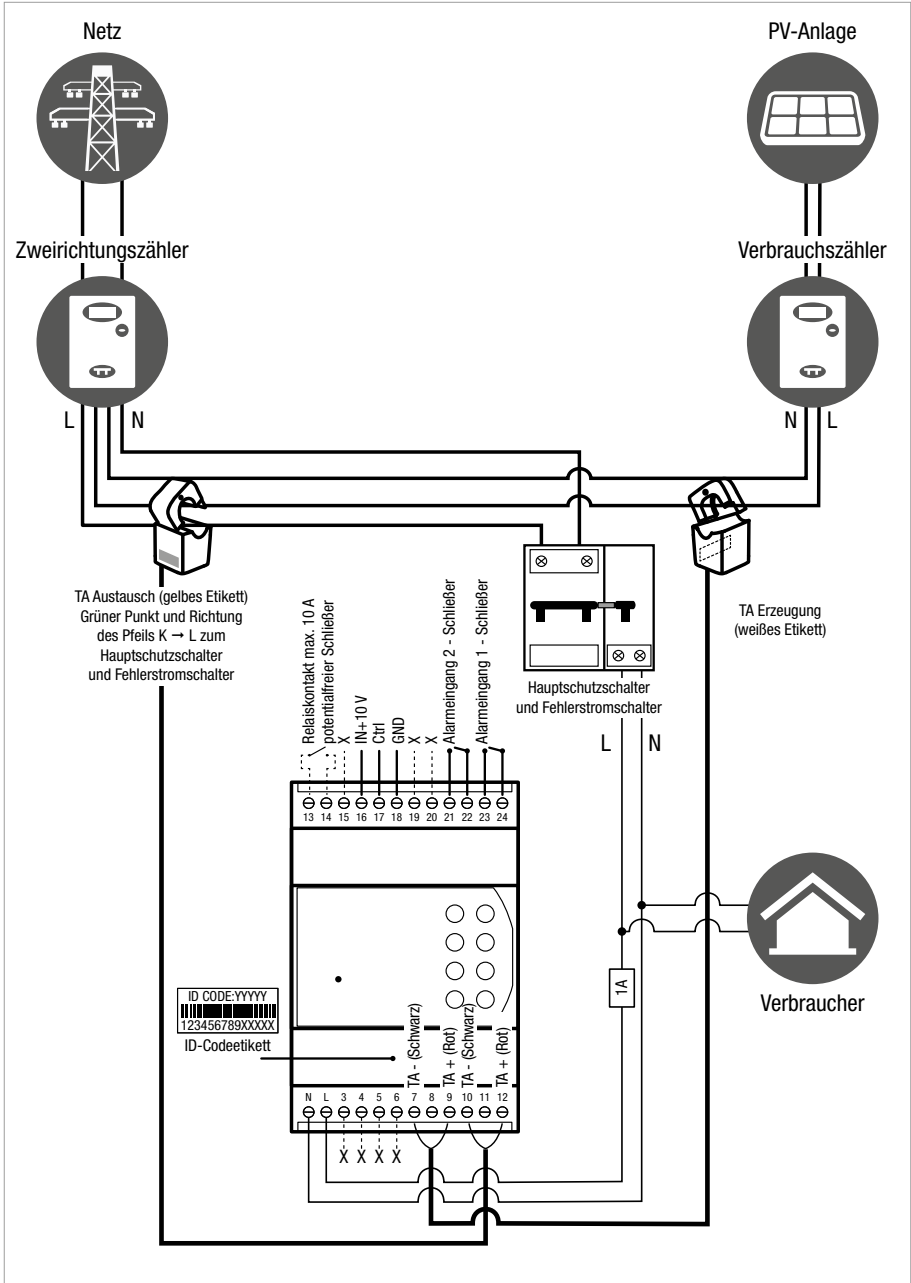 Netz
PV-Anlage
Zweirichtungszähler
Verbrauchszähler
L
N
N
L
TA Austausch (gelbes Etikett)
Grüner Punkt und Richtung
des Pfeils K → L zum
Hauptschutzschalter
und Fehlerstromschalter
TA Erzeugung
(weißes Etikett)
Hauptschutzschalter
und Fehlerstromschalter
L
N
Relaiskontakt max. 10 A
potentialfreier Schließer
X
IN+10 V
Ctrl
GND
X
X
Alarmeingang 2 - Schließer
Alarmeingang 1 - Schließer
13 14 15 16 17 18 19 20 21 22 23 24
1A
Verbraucher
ID CODE:YYYYY
123456789XXXXX
ID-Codeetikett
TA - (Schwarz)
TA + (Rot)
TA - (Schwarz)
TA + (Rot)
N L 3 4 5 6 7 8 9 10 11 12
X X X X